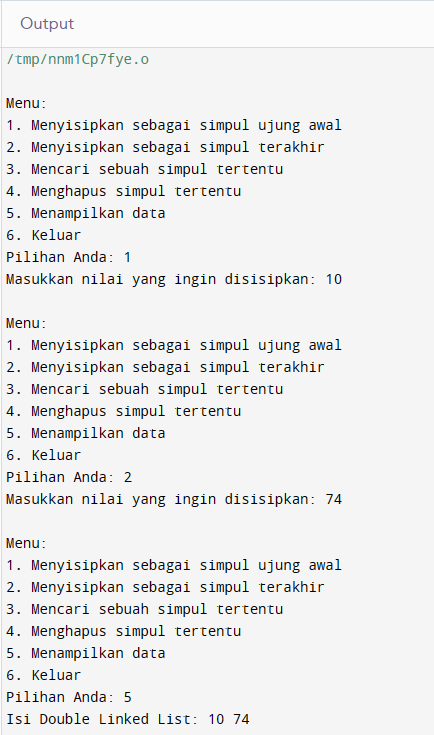 Output
/tmp/nnm1Cp7fye.o
Menu:
1. Menyisipkan sebagai simpul ujung awal
2. Menyisipkan sebagai simpul terakhir
3. Mencari sebuah simpul tertentu
4. Menghapus simpul tertentu
5. Menampilkan data
6. Keluar
Pilihan Anda: 1
Masukkan nilai yang ingin disisipkan: 10
Menu:
1. Menyisipkan sebagai simpul ujung awal
2. Menyisipkan sebagai simpul terakhir
3. Mencari sebuah simpul tertentu
4. Menghapus simpul tertentu
5. Menampilkan data
6. Keluar
Pilihan Anda: 2
Masukkan nilai yang ingin disisipkan: 74
Menu:
1. Menyisipkan sebagai simpul ujung awal
2. Menyisipkan sebagai simpul terakhir
3. Mencari sebuah simpul tertentu
4. Menghapus simpul tertentu
5. Menampilkan data
6. Keluar
Pilihan Anda: 5
Isi Double Linked List: 10 74